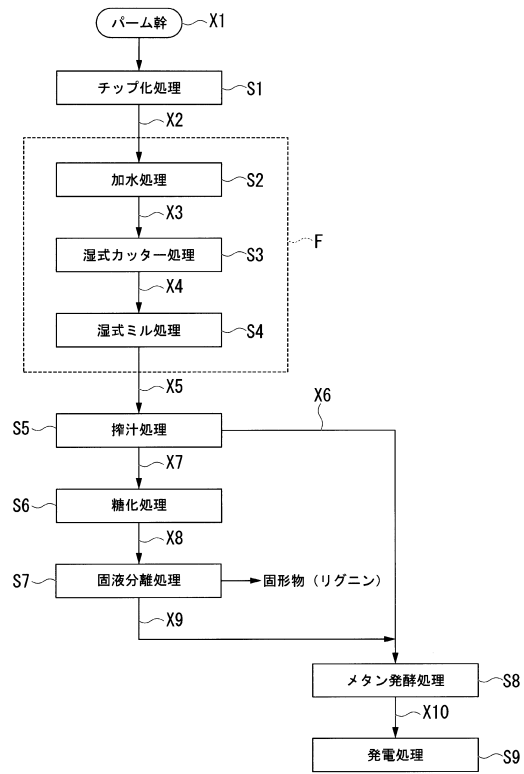 パーム幹 X1
チップ化処理 S1
X2
加水処理 S2
X3
湿式カッター処理 S3
F
X4
湿式ミル処理 S4
X5
X6
S5 搾汁処理
X7
S6 糖化処理
X8
S7 固液分離処理 固形物（リグニン）
X9
メタン発酵処理 S8
X10
発電処理 S9